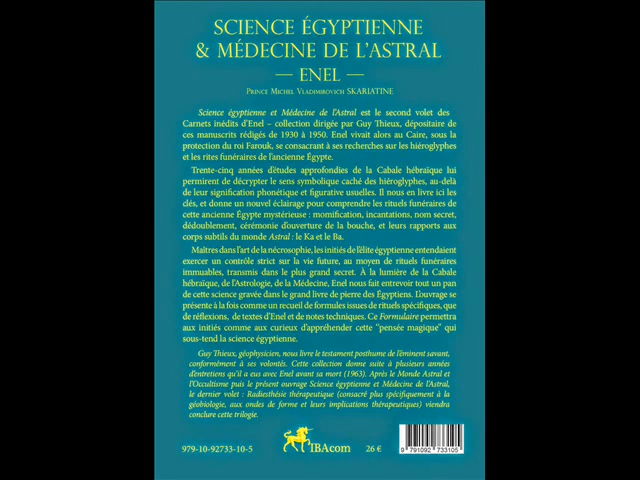 SCIENCE ÉGYPTIENNE
& MÉDECINE DE L'ASTRAL
— ENEL —
PRINCE MICHEL VLADIMIROVICH SKARIATINE
Science égyptienne et Médecine de l'Astral est le second volet des
Carnets inédits d'Enel – collection dirigée par Guy Thieux, dépositaire de
ces manuscrits rédigés de 1930 à 1950. Enel vivait alors au Caire, sous la
protection du roi Farouk, se consacrant à ses recherches sur les hiéroglyphes
et les rites funéraires de l'ancienne Égypte.
Trente-cinq années d'études approfondies de la Cabale hébraïque lui
permirent de décrypter le sens symbolique caché des hiéroglyphes, au-delà
de leur signification phonétique et figurative usuelles. Il nous en livre ici les
clés, et donne un nouvel éclairage pour comprendre les rituels funéraires de
cette ancienne Égypte mystérieuse : momification, incantations, nom secret,
dédoublement, cérémonie d'ouverture de la bouche, et leurs rapports aux
corps subtils du monde Astral : le Ka et le Ba.
Maîtres dans l'art de la nécrosophie, les initiés de l'élite égyptienne entendaient
exercer un contrôle strict sur la vie future, au moyen de rituels funéraires
immuables, transmis dans le plus grand secret. À la lumière de la Cabale
hébraïque, de l'Astrologie, de la Médecine, Enel nous fait entrevoir tout un
pan de cette science gravée dans le grand livre de pierre des Égyptiens. L'ouvrage se
présente à la fois comme un recueil de formules issues de rituels spécifiques, que
de réflexions, de textes d'Enel et de notes techniques. Ce Formulaire permettra
aux initiés comme aux curieux d'appréhender cette "pensée magique" qui
sous-tend la science égyptienne.
Guy Thieux, géophysicien, nous livre le testament posthume de l'éminent savant,
conformément à ses volontés. Cette collection donne suite à plusieurs années
d'entretiens qu'il a eus avec Enel avant sa mort (1963). Après le Monde Astral et
l'Occultisme puis le présent ouvrage Science égyptienne et Médecine de l'Astral,
le dernier volet : Radiesthésie thérapeutique (consacré plus spécifiquement à la
géobiologie, aux ondes de forme et leurs implications thérapeutiques) viendra
conclure cette trilogie.
979-10-92733-10-5
IBAcom
26 €
9 791092 733105